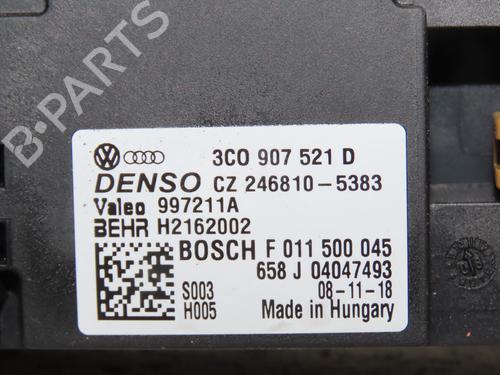 B-PARTS
3C0 907 521 D
DENSO CZ 246810-5383
Valeo 997211A
BEHR H2162002
BOSCH F 011 500 045
658 J 04047493
S003 08-11-18
H005 Made in Hungary